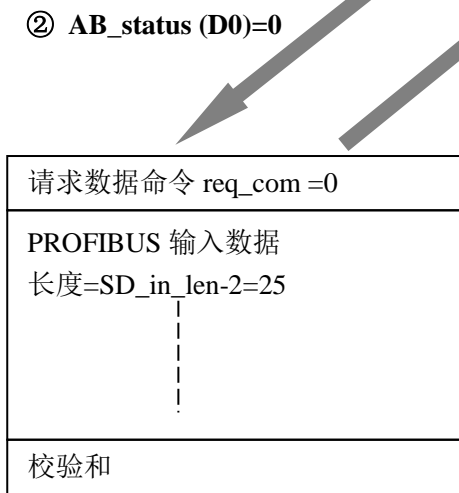 ② AB_status (D0)=0
请求数据命令 req_com =0
PROFIBUS 输入数据
长度=SD_in_len-2=25
校验和